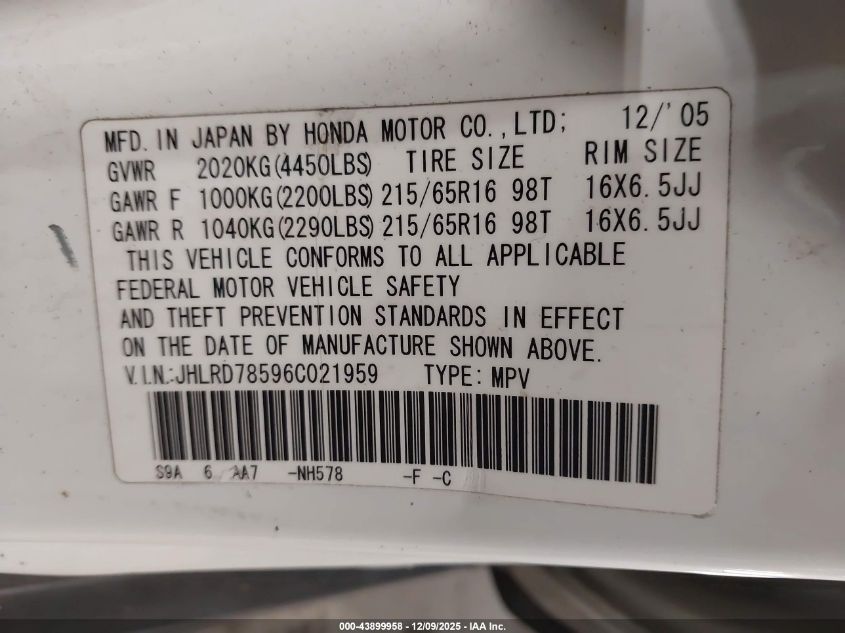 MFD. IN JAPAN BY HONDA MOTOR CO., LTD; 12/'05
GVWR 2020KG(4450LBS) TIRE SIZE RIM SIZE
GAWR F 1000KG(2200LBS) 215/65R16 98T 16X6.5JJ
GAWR R 1040KG(2290LBS) 215/65R16 98T 16X6.5JJ
THIS VEHICLE CONFORMS TO ALL APPLICABLE
FEDERAL MOTOR VEHICLE SAFETY
AND THEFT PREVENTION STANDARDS IN EFFECT
ON THE DATE OF MANUFACTURE SHOWN ABOVE.
V.I.N.:JHLRD78596C021959 TYPE: MPV
S9A 6 AA7 -NH578 -F -C
000-43899958 - 12/09/2025 - IAA Inc.